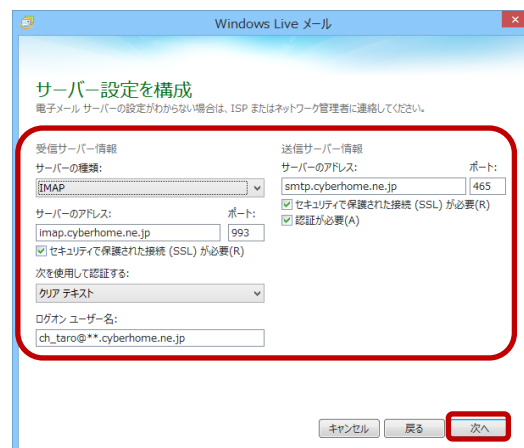 Windows Live メール
サーバー設定を構成
電子メール サーバーの設定がわからない場合は、ISP またはネットワーク管理者に連絡してください。
受信サーバー情報
サーバーの種類:
IMAP
サーバーのアドレス: ポート:
imap.cyberhome.ne.jp 993
セキュリティで保護された接続 (SSL) が必要(R)
次を使用して認証する:
クリア テキスト
ログオン ユーザー名:
ch_taro@**.cyberhome.ne.jp
送信サーバー情報
サーバーのアドレス: ポート:
smtp.cyberhome.ne.jp 465
セキュリティで保護された接続 (SSL) が必要(R)
認証が必要(A)
キャンセル 戻る 次へ